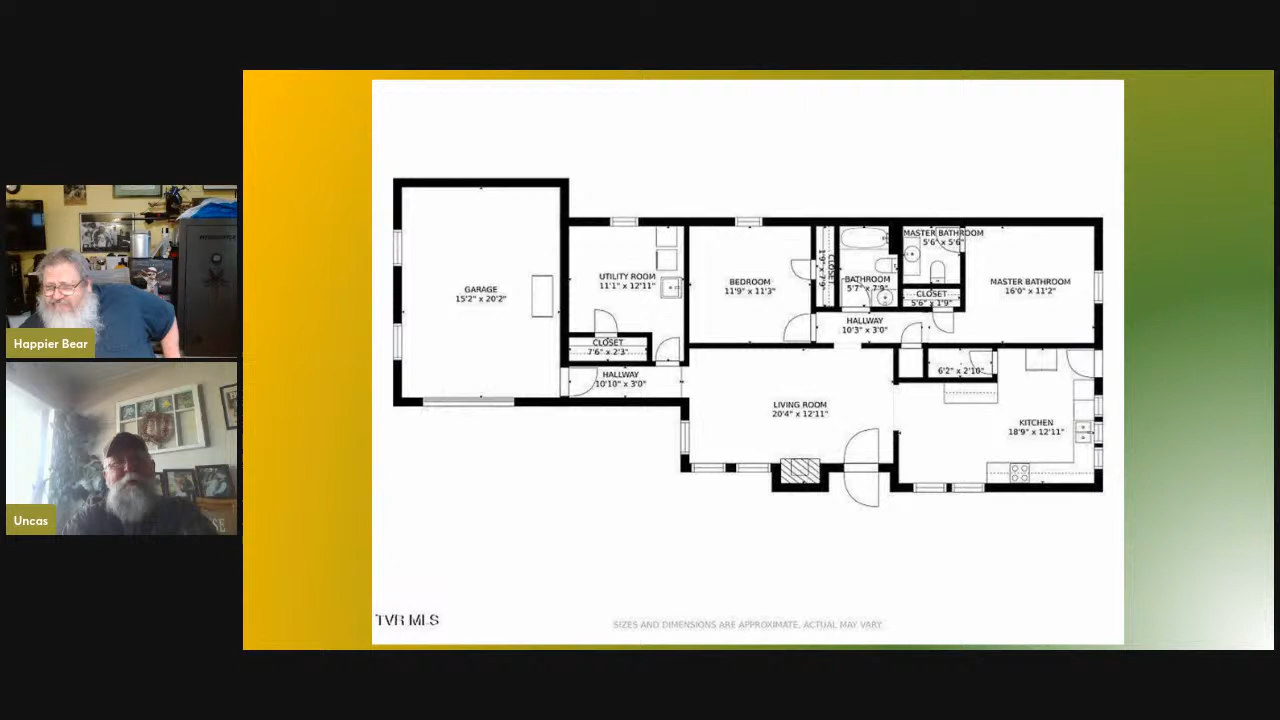 Happier Bear
Uncas
GARAGE
15'2" x 20'2"
UTILITY ROOM
11'1" x 12'11"
CLOSET
7'6" x 2'3"
HALLWAY
10'10" x 3'0"
BEDROOM
11'9" x 11'3"
CLOSET
1'9" x 7'9"
BATHROOM
5'7" x 7'9"
MASTER BATHROOM
5'6" x 5'6"
CLOSET
5'6" x 1'9"
MASTER BATHROOM
16'0" x 11'2"
HALLWAY
10'3" x 3'0"
6'2" x 2'10"
LIVING ROOM
20'4" x 12'11"
KITCHEN
18'9" x 12'11"
TVR MLS
SIZES AND DIMENSIONS ARE APPROXIMATE, ACTUAL MAY VARY.